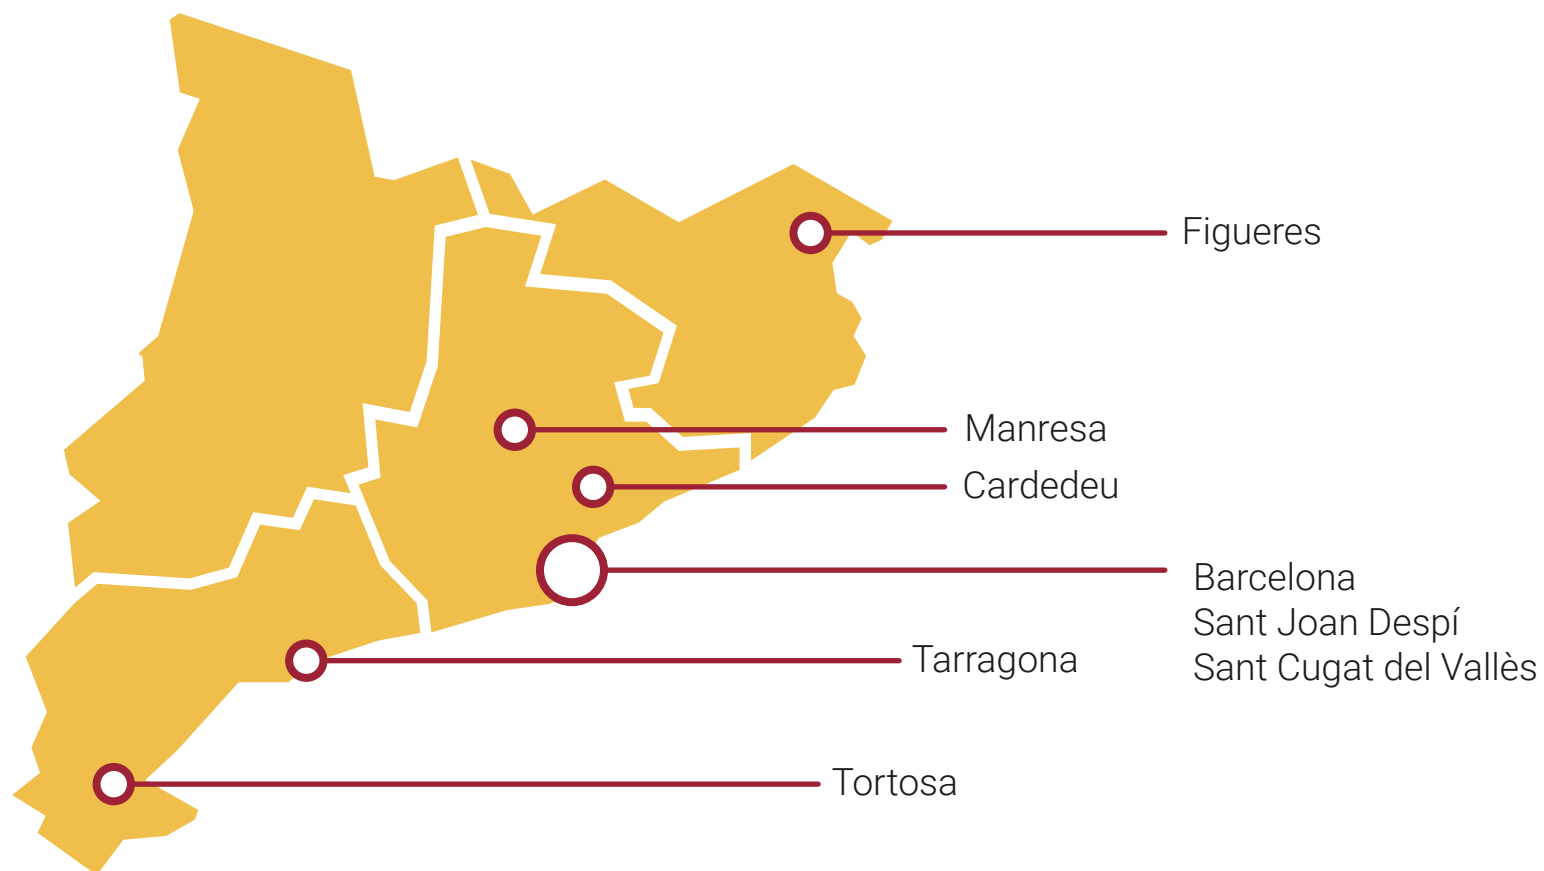 Figueres
Manresa
Cardedeu
Barcelona
Sant Joan Despí
Sant Cugat del Vallès
Tarragona
Tortosa